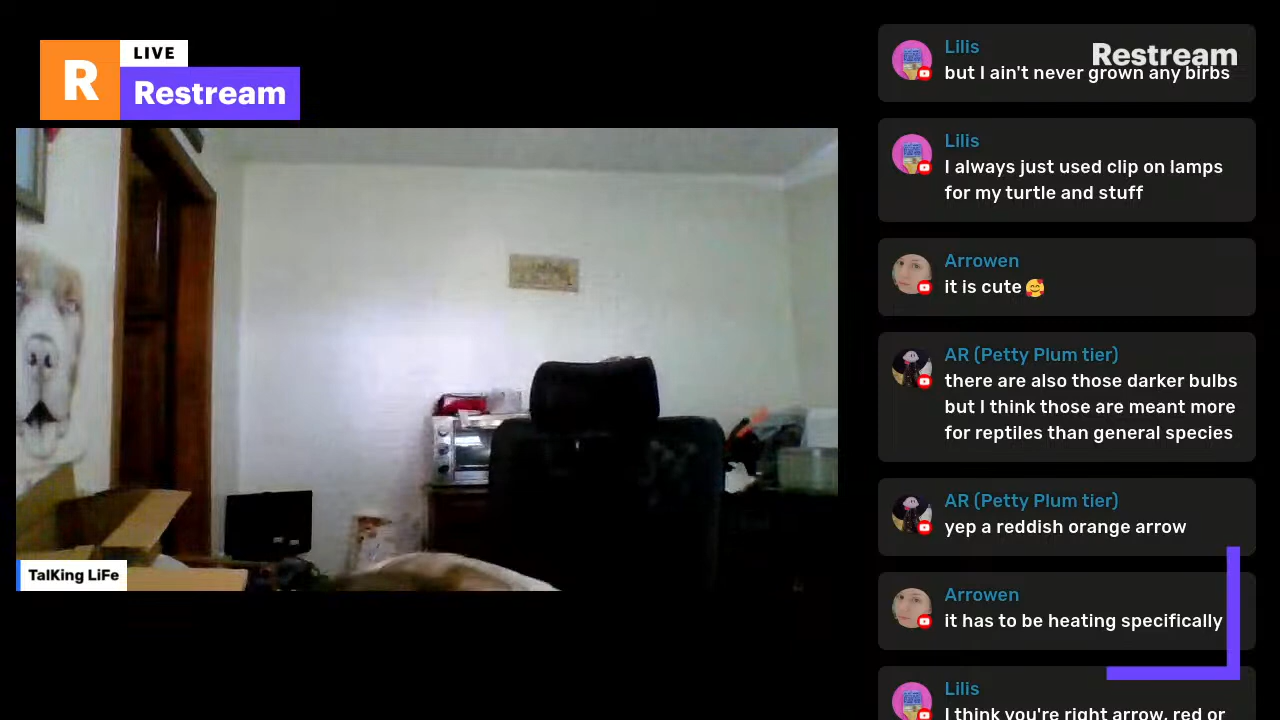 R
LIVE
Restream
TalKing LiFe
Restream
Lilis
but I ain't never grown any birbs
Lilis
I always just used clip on lamps
for my turtle and stuff
Arrowen
it is cute 🥰
AR (Petty Plum tier)
there are also those darker bulbs
but I think those are meant more
for reptiles than general species
AR (Petty Plum tier)
yep a reddish orange arrow
Arrowen
it has to be heating specifically
Lilis
I think you're right arrow, red or